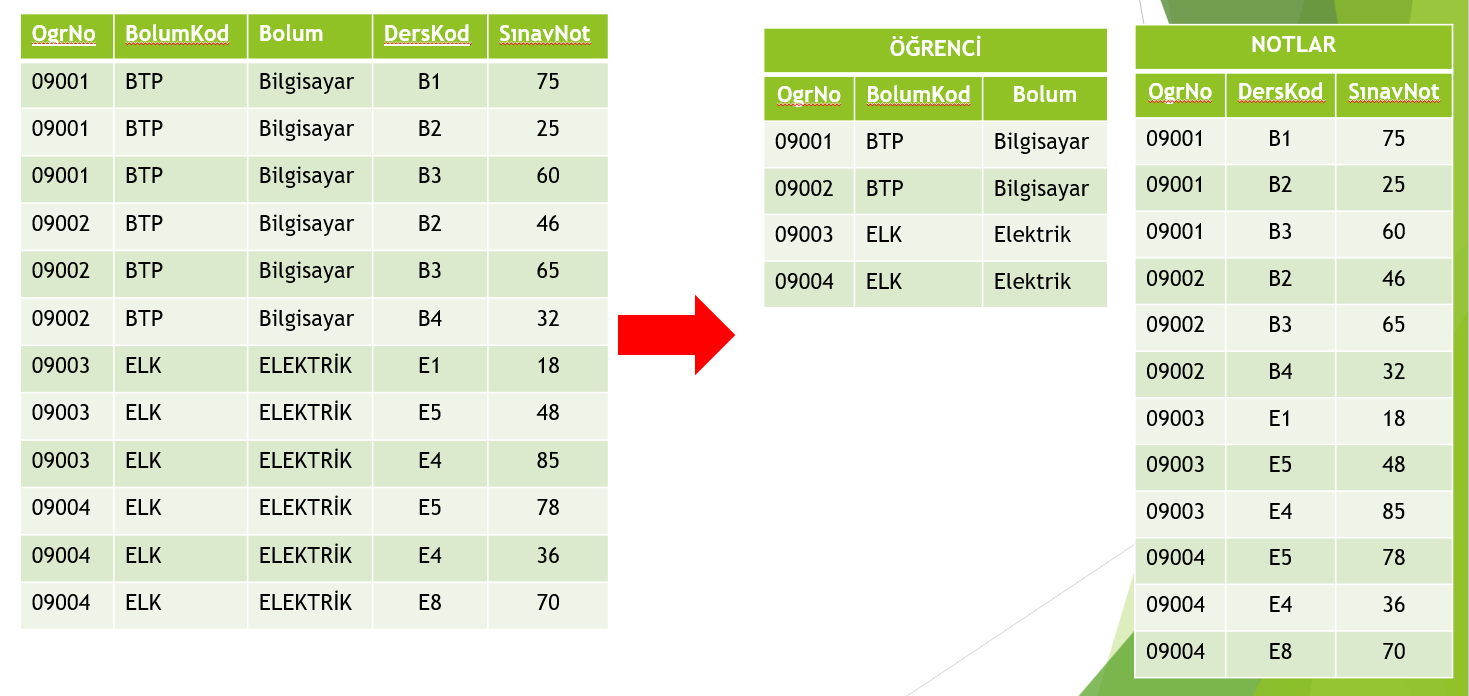 OgrNo BolumKod Bolum DersKod SınavNot
09001 BTP Bilgisayar B1 75
09001 BTP Bilgisayar B2 25
09001 BTP Bilgisayar B3 60
09002 BTP Bilgisayar B2 46
09002 BTP Bilgisayar B3 65
09002 BTP Bilgisayar B4 32
09003 ELK ELEKTRİK E1 18
09003 ELK ELEKTRİK E5 48
09003 ELK ELEKTRİK E4 85
09004 ELK ELEKTRİK E5 78
09004 ELK ELEKTRİK E4 36
09004 ELK ELEKTRİK E8 70
ÖĞRENCİ
OgrNo BolumKod Bolum
09001 BTP Bilgisayar
09002 BTP Bilgisayar
09003 ELK Elektrik
09004 ELK Elektrik
NOTLAR
OgrNo DersKod SınavNot
09001 B1 75
09001 B2 25
09001 B3 60
09002 B2 46
09002 B3 65
09002 B4 32
09003 E1 18
09003 E5 48
09003 E4 85
09004 E5 78
09004 E4 36
09004 E8 70